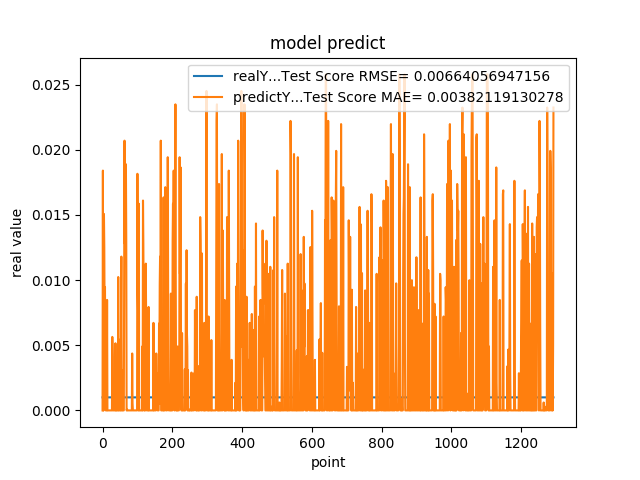 model predict
realY...Test Score RMSE= 0.00664056947156
predictY...Test Score MAE= 0.00382119130278
0.025
0.020
0.015
0.010
0.005
0.000
real value
0 200 400 600 800 1000 1200
point